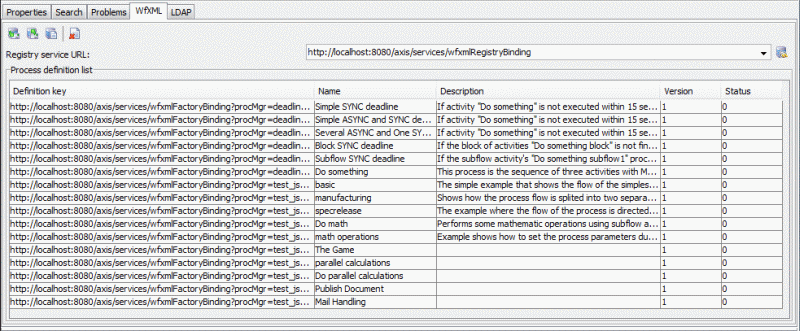 Properties Search Problems WfXML LDAP
Registry service URL: http://localhost:8080/axis/services/wfxmlRegistryBinding
Process definition list
Definition key Name Description Version Status
http://localhost:8080/axis/services/wfxmlFactoryBinding?procMgr=deadlin... Simple SYNC deadline If activity "Do something" is not executed within 15 se... 1 0
http://localhost:8080/axis/services/wfxmlFactoryBinding?procMgr=deadlin... Simple ASYNC and SYNC de... If activity "Do something" is not executed within 15 se... 1 0
http://localhost:8080/axis/services/wfxmlFactoryBinding?procMgr=deadlin... Several ASYNC and One SY... If activity "Do something" is not executed within 15 se... 1 0
http://localhost:8080/axis/services/wfxmlFactoryBinding?procMgr=deadlin... Block SYNC deadline If the block of activities "Do something block" is not fin... 1 0
http://localhost:8080/axis/services/wfxmlFactoryBinding?procMgr=deadlin... Subflow SYNC deadline If the subflow activity's "Do something subflow1" proc... 1 0
http://localhost:8080/axis/services/wfxmlFactoryBinding?procMgr=deadlin... Do something This process is the sequence of three activities with M... 1 0
http://localhost:8080/axis/services/wfxmlFactoryBinding?procMgr=test_js... basic The simple example that shows the flow of the simples... 1 0
http://localhost:8080/axis/services/wfxmlFactoryBinding?procMgr=test_js... manufacturing Shows how the process flow is splited into two separa... 1 0
http://localhost:8080/axis/services/wfxmlFactoryBinding?procMgr=test_js... specrelease The example where the flow of the process is directed... 1 0
http://localhost:8080/axis/services/wfxmlFactoryBinding?procMgr=test_js... Do math Performs some mathematic operations using subflow a... 1 0
http://localhost:8080/axis/services/wfxmlFactoryBinding?procMgr=test_js... math operations Example shows how to set the process parameters du... 1 0
http://localhost:8080/axis/services/wfxmlFactoryBinding?procMgr=test_js... The Game 1 0
http://localhost:8080/axis/services/wfxmlFactoryBinding?procMgr=test_js... parallel calculations 1 0
http://localhost:8080/axis/services/wfxmlFactoryBinding?procMgr=test_js... Do parallel calculations 1 0
http://localhost:8080/axis/services/wfxmlFactoryBinding?procMgr=test_js... Publish Document 1 0
http://localhost:8080/axis/services/wfxmlFactoryBinding?procMgr=test_js... Mail Handling 1 0